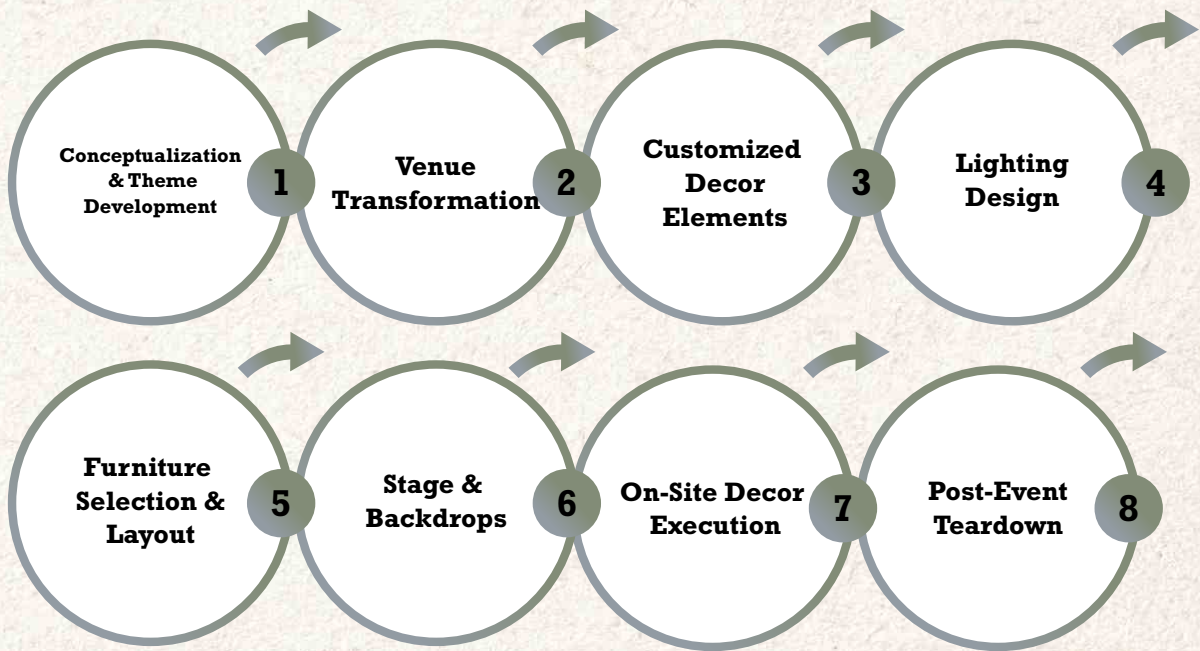 Conceptualization
& Theme
Development
1
Venue
Transformation
2
Customized
Decor
Elements
3
Lighting
Design
4
Furniture
Selection &
Layout
5
Stage &
Backdrops
6
On-Site Decor
Execution
7
Post-Event
Teardown
8